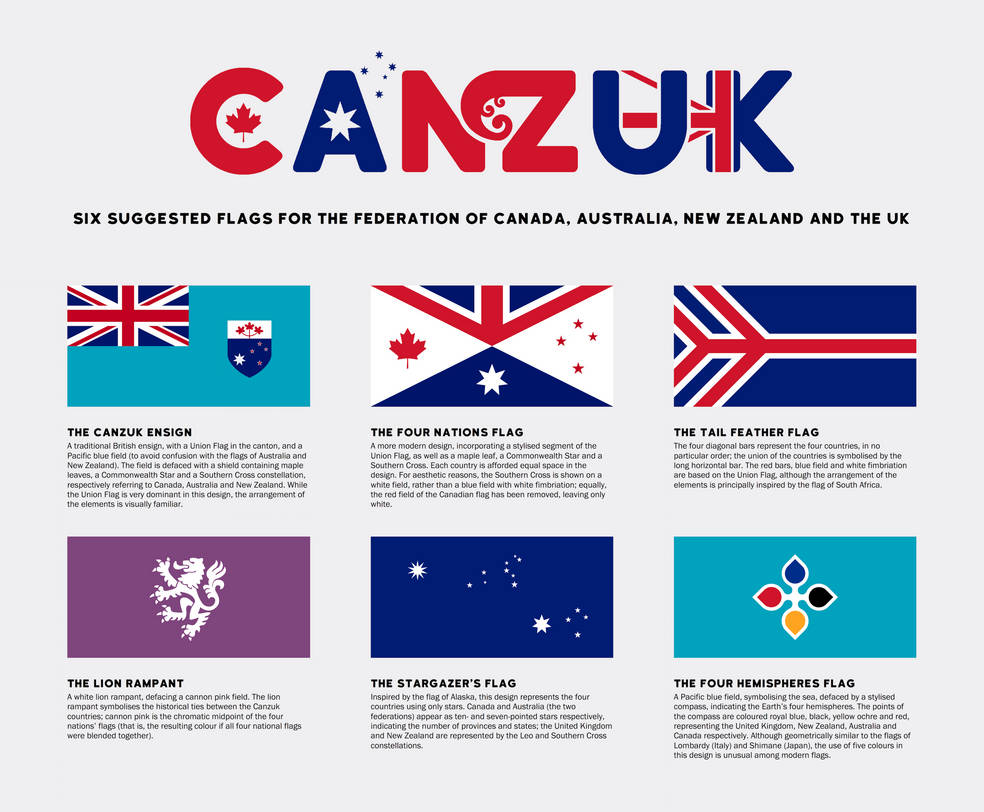 CANZUK
SIX SUGGESTED FLAGS FOR THE FEDERATION OF CANADA, AUSTRALIA, NEW ZEALAND AND THE UK
THE CANZUK ENSIGN
A traditional British ensign, with a Union Flag in the canton, and a
Pacific blue field (to avoid confusion with the flags of Australia and
New Zealand). The field is defaced with a shield containing maple
leaves, a Commonwealth Star and a Southern Cross constellation,
respectively referring to Canada, Australia and New Zealand. While
the Union Flag is very dominant in this design, the arrangement of
the elements is visually familiar.
THE FOUR NATIONS FLAG
A more modern design, incorporating a stylised segment of the
Union Flag, as well as a maple leaf, a Commonwealth Star and a
Southern Cross. Each country is afforded equal space in the
design. For aesthetic reasons, the Southern Cross is shown on a
white field, rather than a blue field with white fimbriation; equally,
the red field of the Canadian flag has been removed, leaving only
white.
THE TAIL FEATHER FLAG
The four diagonal bars represent the four countries, in no
particular order; the union of the countries is symbolised by the
long horizontal bar. The red bars, blue field and white fimbriation
are based on the Union Flag, although the arrangement of the
elements is principally inspired by the flag of South Africa.
THE LION RAMPANT
A white lion rampant, defacing a cannon pink field. The lion
rampant symbolises the historical ties between the Canzuk
countries; cannon pink is the chromatic midpoint of the four
nations' flags (that is, the resulting colour if all four national flags
were blended together).
THE STARGAZER'S FLAG
Inspired by the flag of Alaska, this design represents the four
countries using only stars. Canada and Australia (the two
federations) appear as ten- and seven-pointed stars respectively,
indicating the number of provinces and states; the United Kingdom
and New Zealand are represented by the Leo and Southern Cross
constellations.
THE FOUR HEMISPHERES FLAG
A Pacific blue field, symbolising the sea, defaced by a stylised
compass, indicating the Earth's four hemispheres. The points of
the compass are coloured royal blue, black, yellow ochre and red,
representing the United Kingdom, New Zealand, Australia and
Canada respectively. Although geometrically similar to the flags of
Lombardy (Italy) and Shimane (Japan), the use of five colours in
this design is unusual among modern flags.